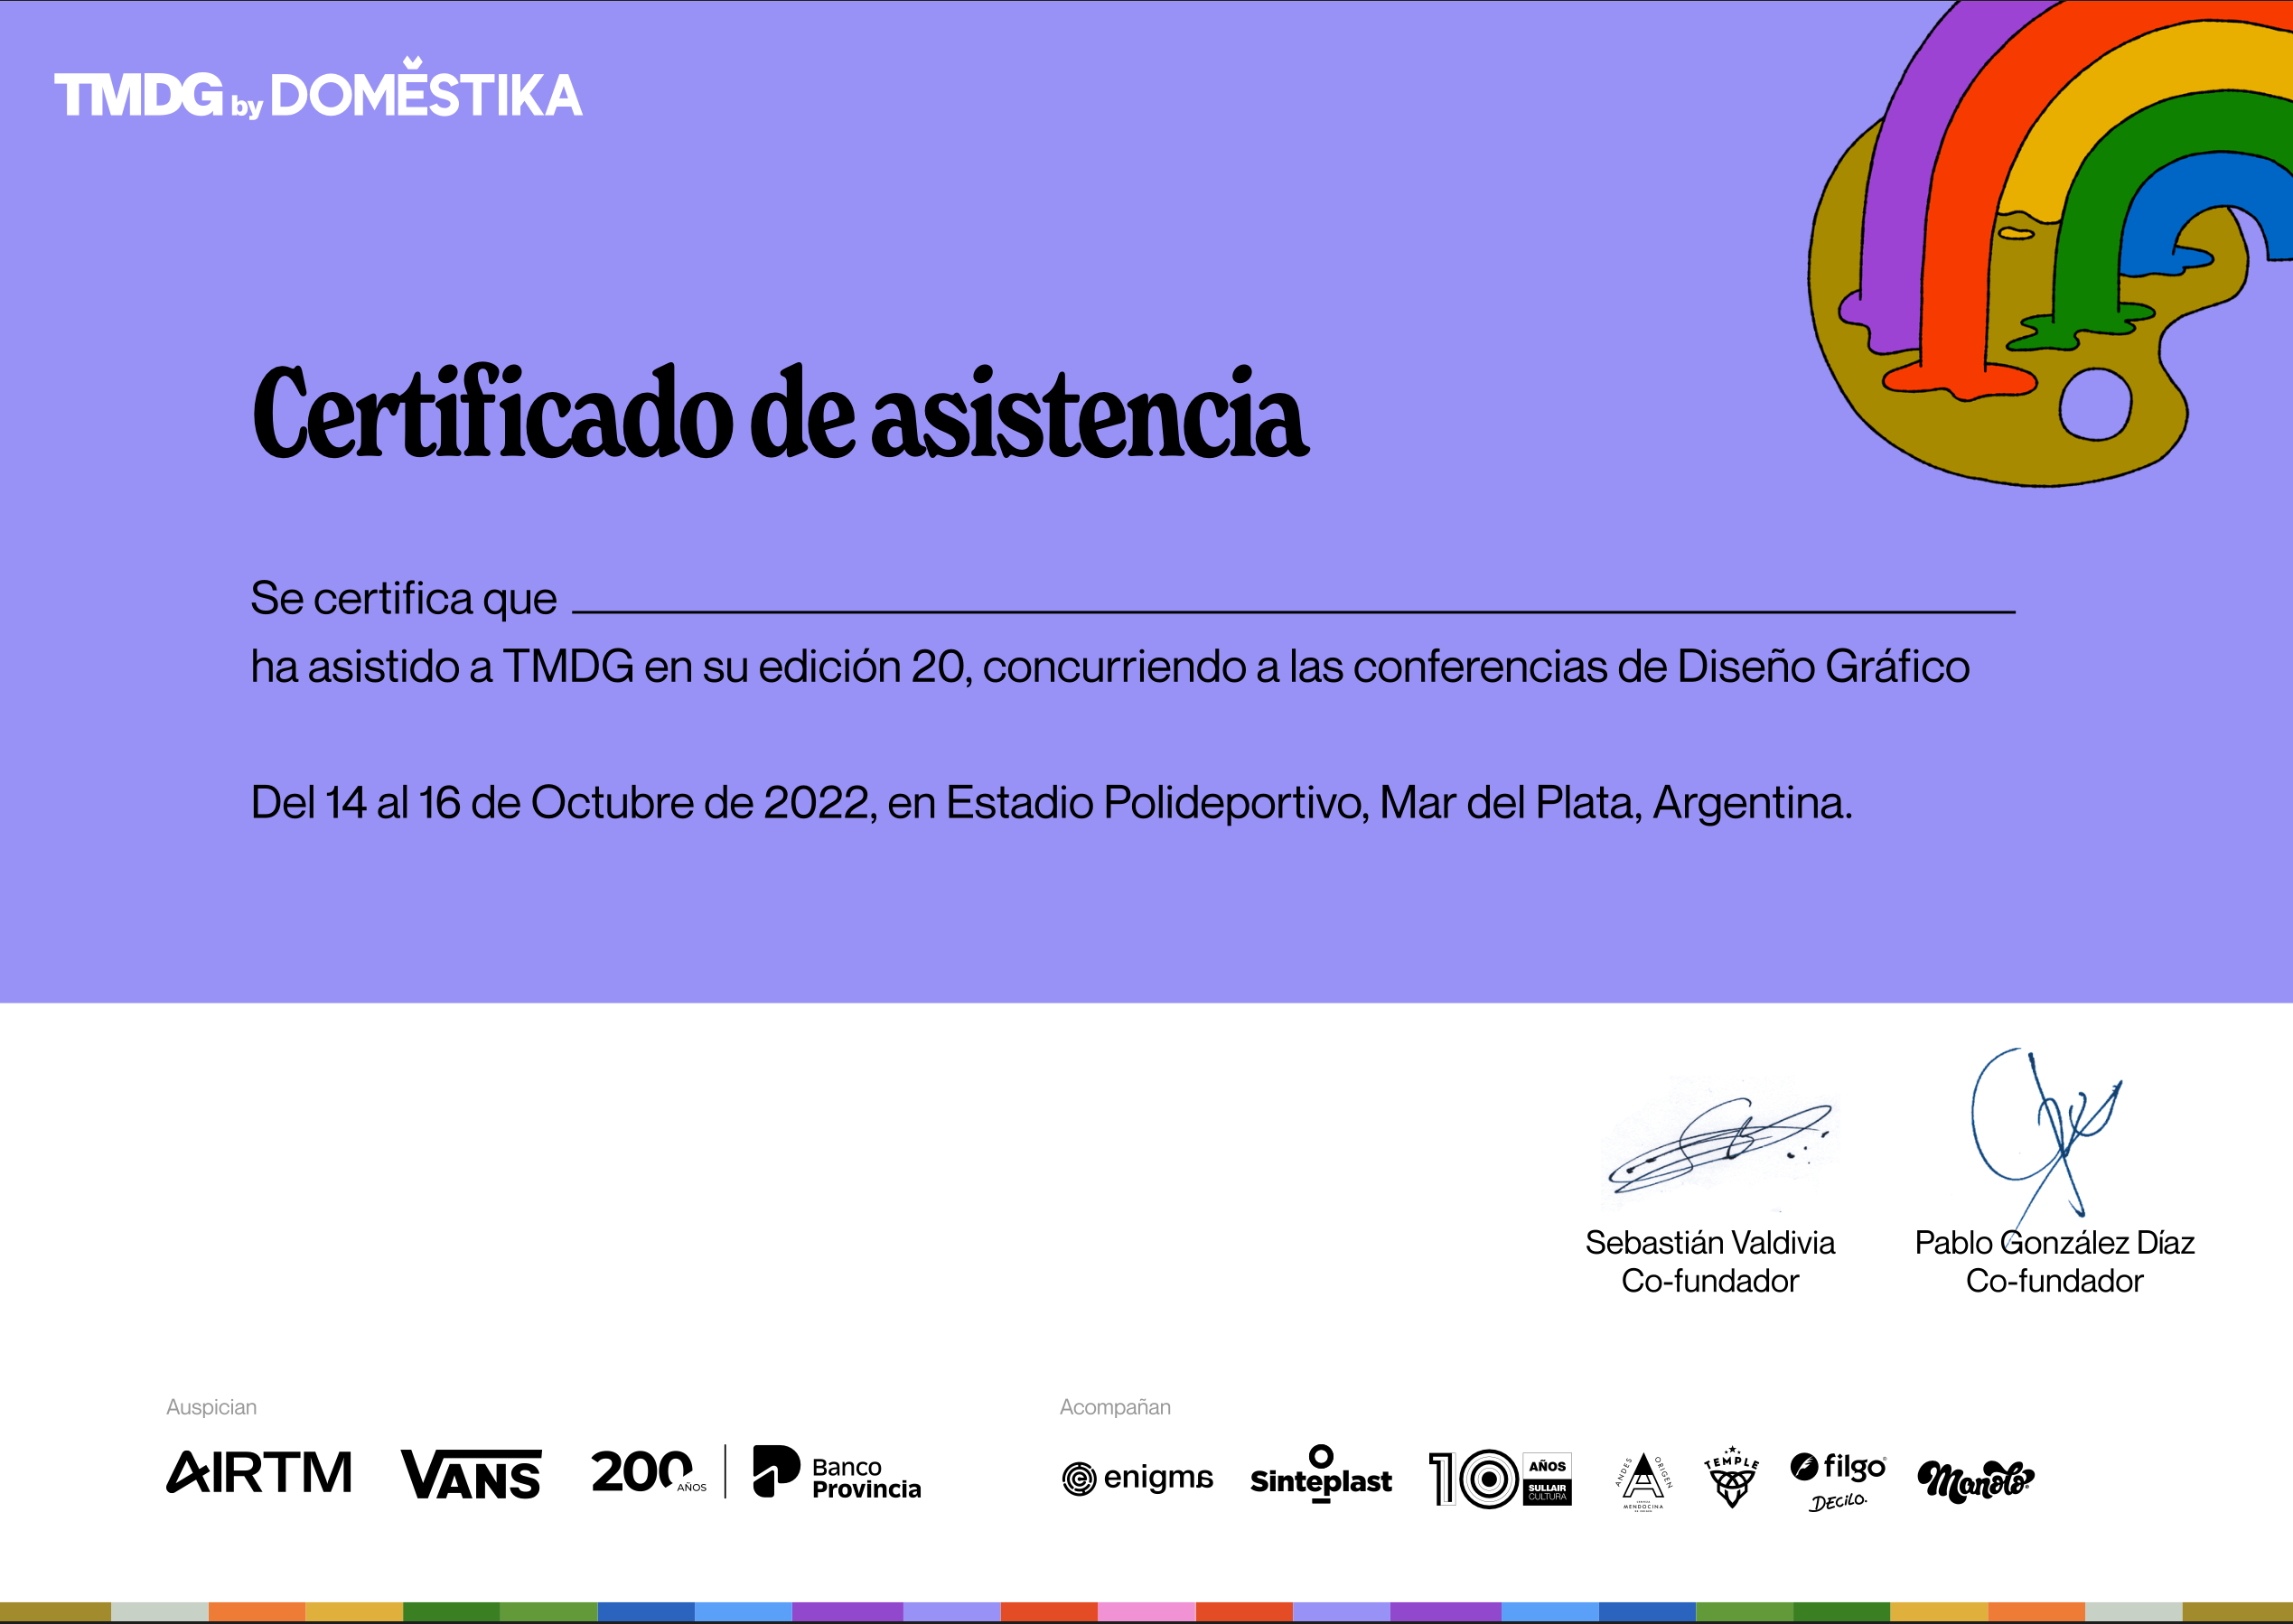 TMDG by DOMĚSTIKA
Certificado de asistencia
Se certifica que
ha asistido a TMDG en su edición 20, concurriendo a las conferencias de Diseño Gráfico
Del 14 al 16 de Octubre de 2022, en Estadio Polideportivo, Mar del Plata, Argentina.
Sebastián Valdivia
Co-fundador
Pablo González Díaz
Co-fundador
Auspician
AIRTM
VANS
200 AÑOS
Banco
Provincia
Acompañan
enigma
Sinteplast
10 AÑOS
SULLAIR
CULTURA
ANDES ORIGEN
MENDOCINA
TEMPLE
filgo
DECILO.
Manolo